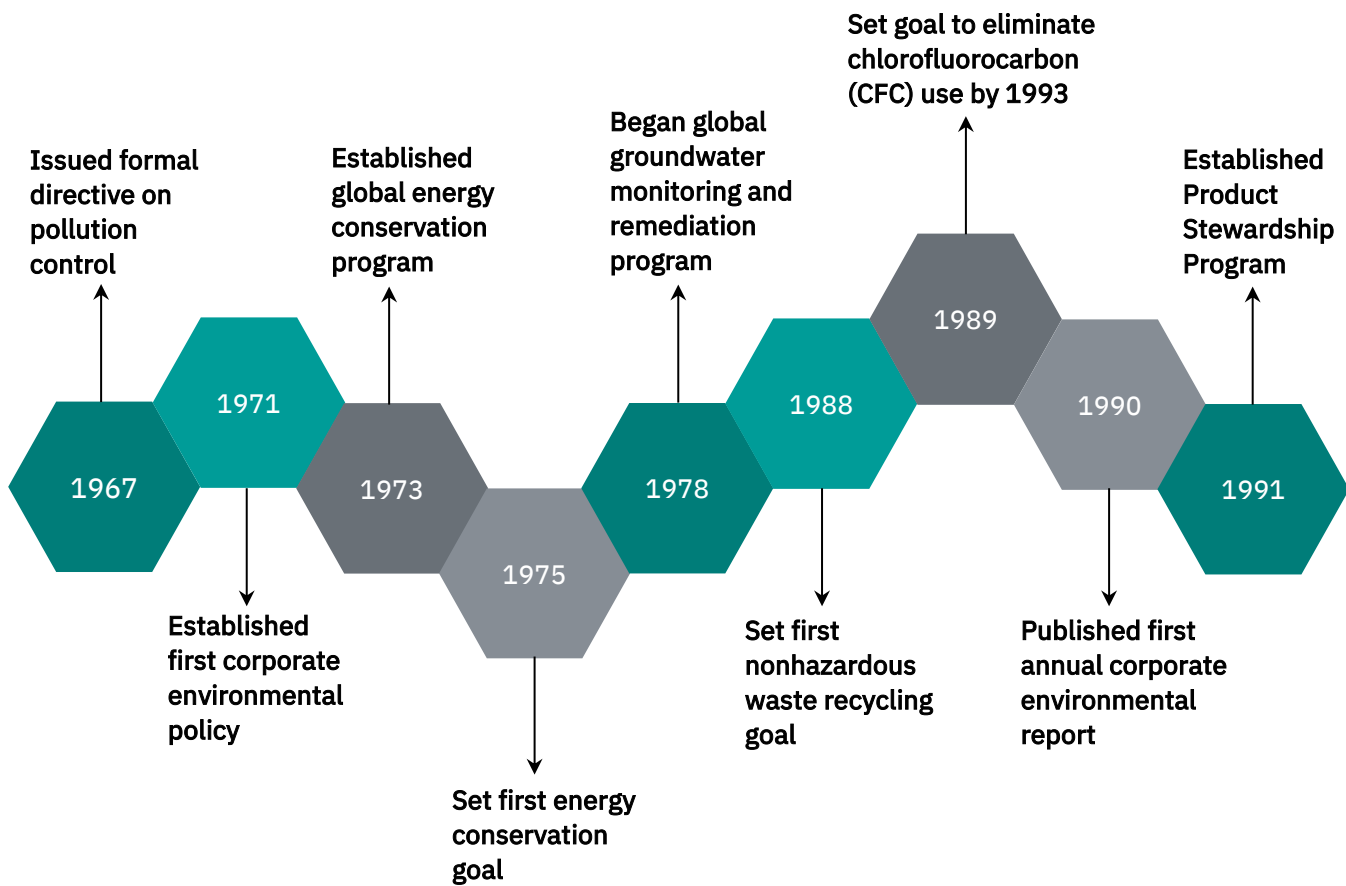 Set goal to eliminate
chlorofluorocarbon
(CFC) use by 1993
Began global
groundwater
monitoring and
remediation
program
Issued formal
directive on
pollution
control
Established
global energy
conservation
program
Established
Product
Stewardship
Program
1967
1971
1973
1975
1978
1988
1989
1990
1991
Established
first corporate
environmental
policy
Set first energy
conservation
goal
Set first
nonhazardous
waste recycling
goal
Published first
annual corporate
environmental
report